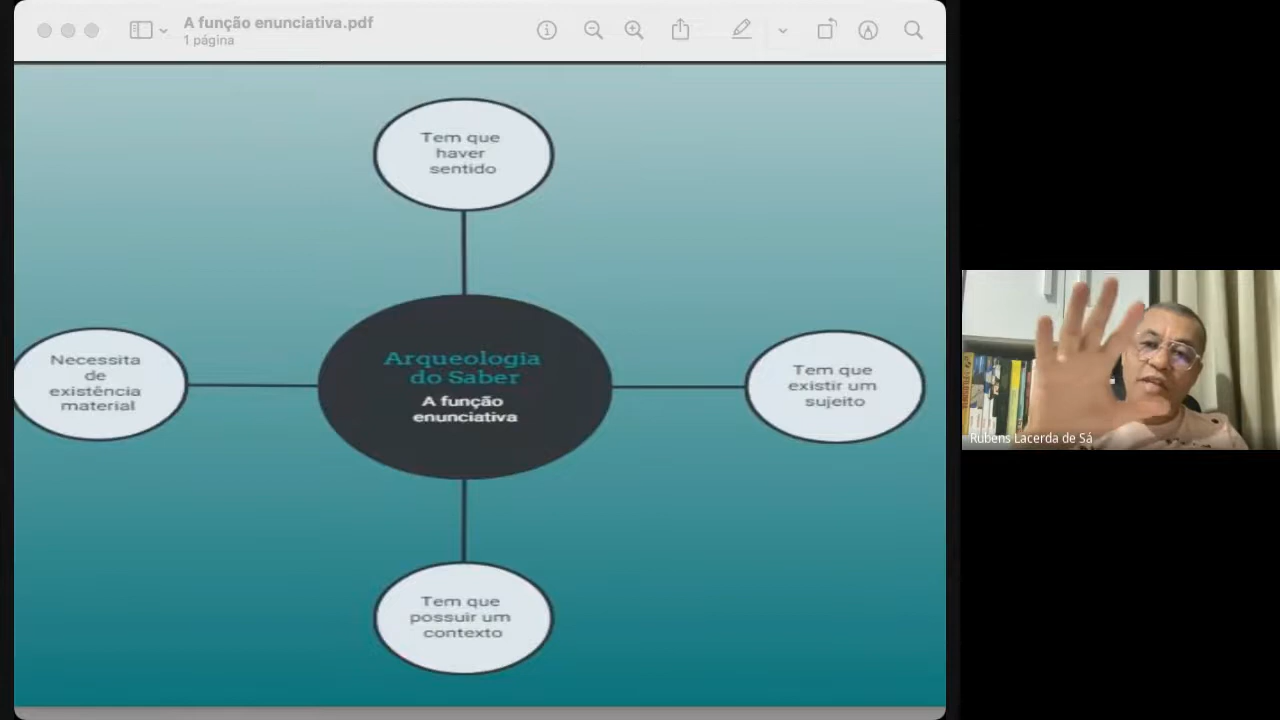 A função enunciativa.pdf
1 página
Tem que
haver
sentido
Necessita
de
existência
material
Arqueologia
do Saber
A função
enunciativa
Tem que
existir um
sujeito
Tem que
possuir um
contexto
Rubens Lacerda de Sá